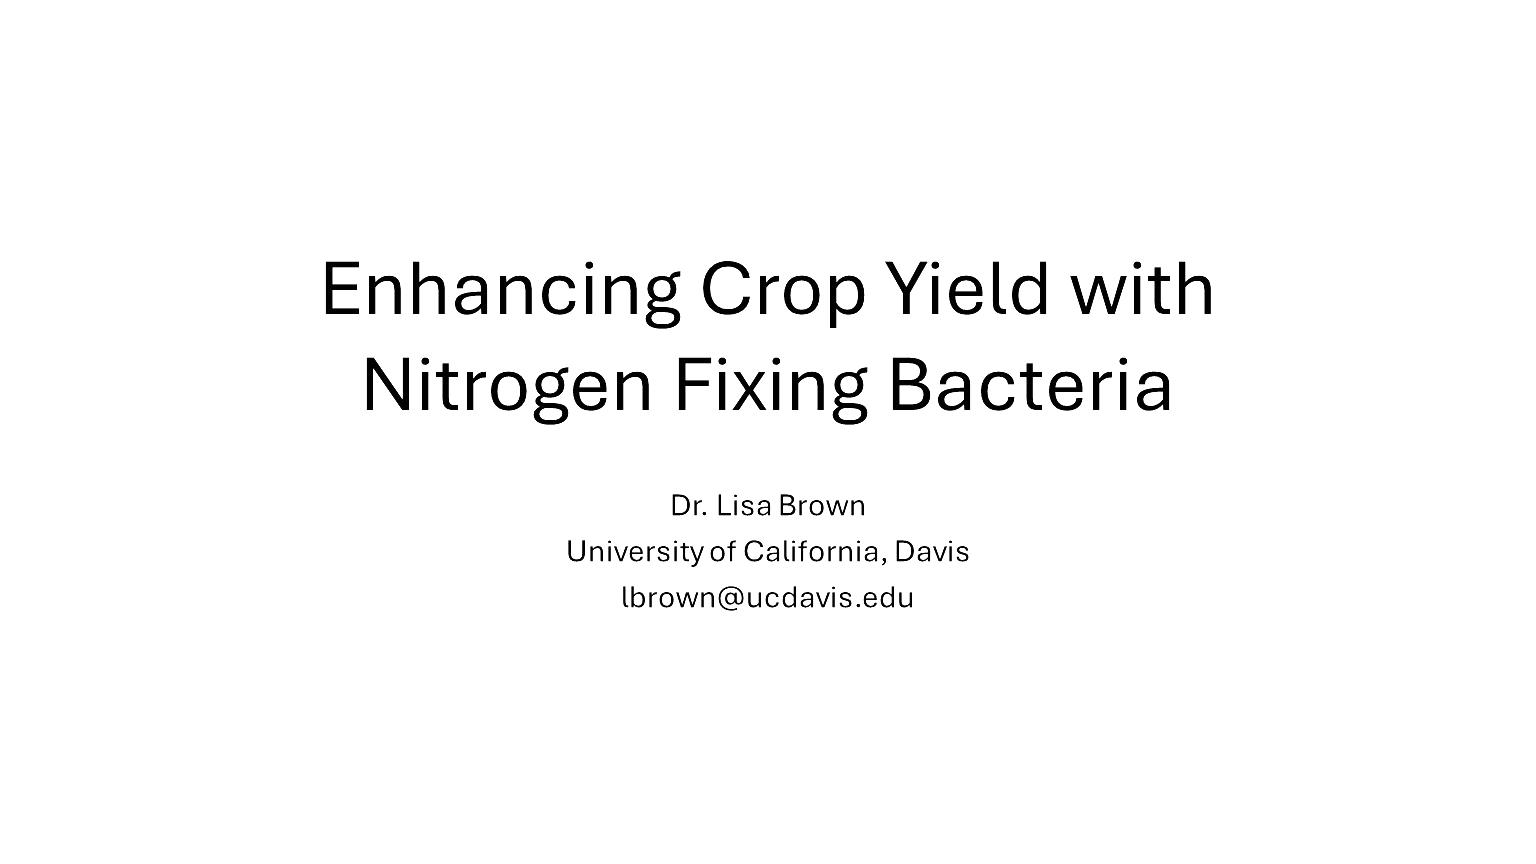 Enhancing Crop Yield with
Nitrogen Fixing Bacteria
Dr. Lisa Brown
University of California, Davis
lbrown@ucdavis.edu